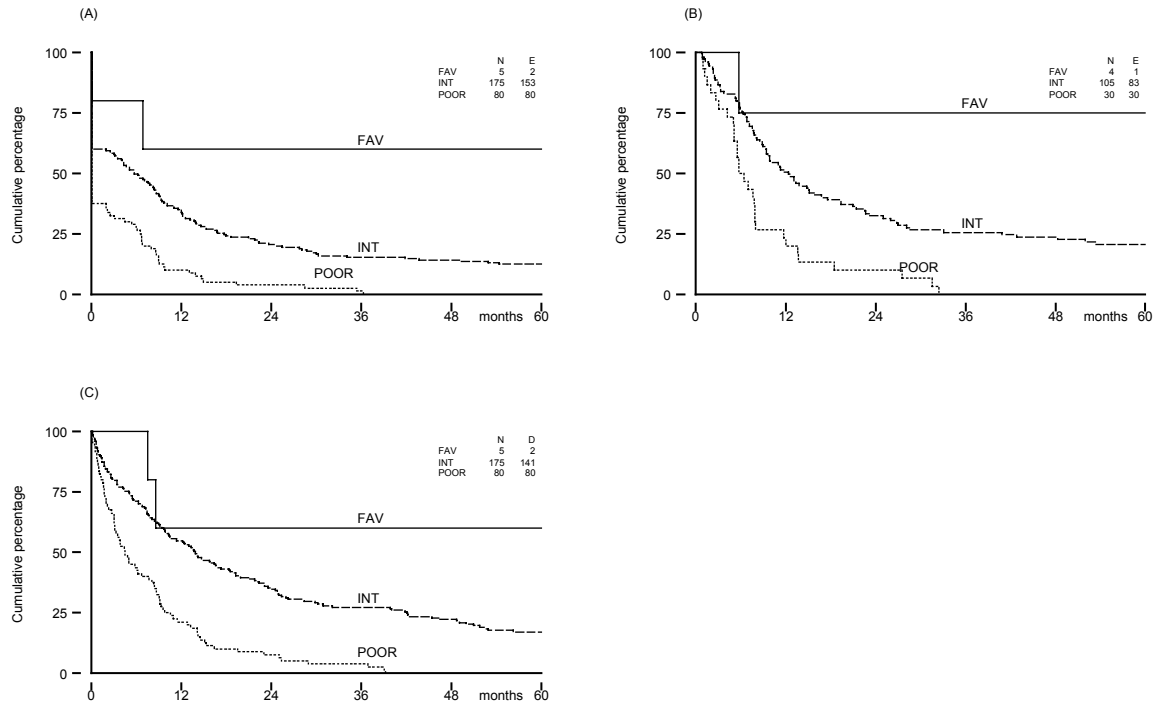 (A)
Cumulative percentage
100
75
50
25
0
N E
FAV 5 2
INT 175 153
POOR 80 80
FAV
INT
POOR
0 12 24 36 48 months 60
(B)
Cumulative percentage
100
75
50
25
0
N E
FAV 4 1
INT 105 83
POOR 30 30
FAV
INT
POOR
0 12 24 36 48 months 60
(C)
Cumulative percentage
100
75
50
25
0
N D
FAV 5 2
INT 175 141
POOR 80 80
FAV
INT
POOR
0 12 24 36 48 months 60